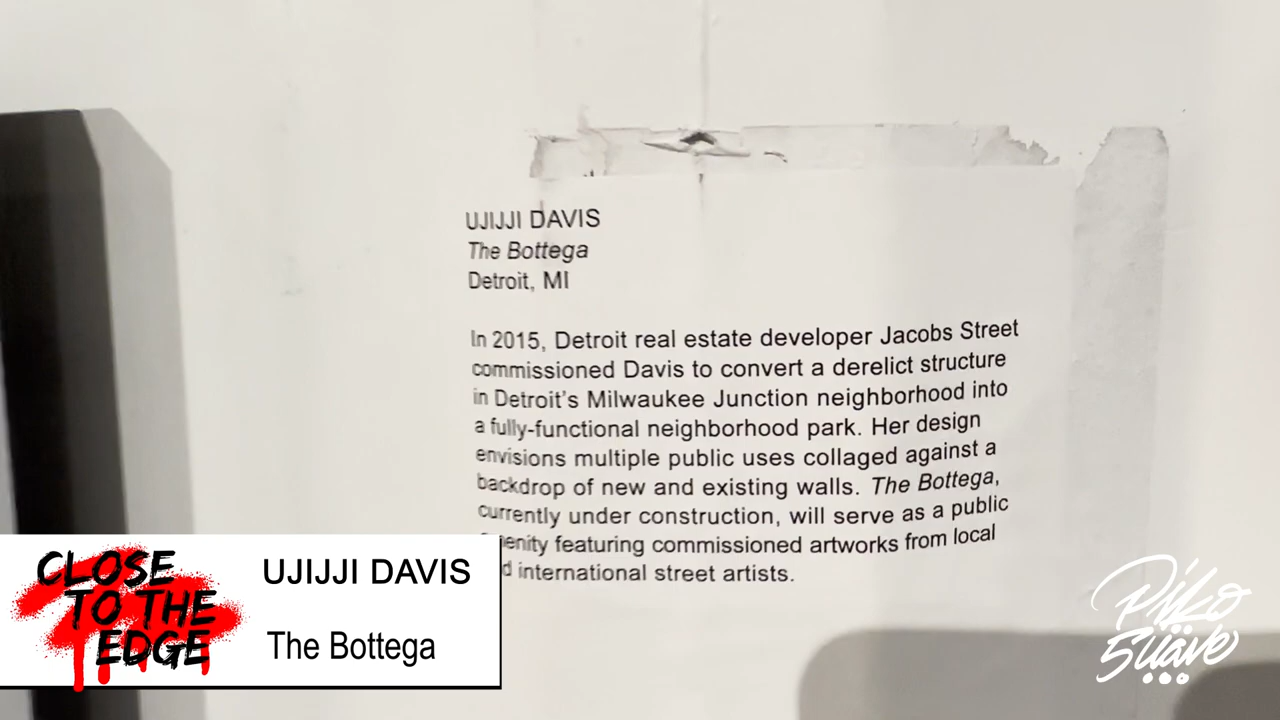 UJIJJI DAVIS
The Bottega
Detroit, MI
In 2015, Detroit real estate developer Jacobs Street
commissioned Davis to convert a derelict structure
in Detroit's Milwaukee Junction neighborhood into
a fully-functional neighborhood park. Her design
envisions multiple public uses collaged against a
backdrop of new and existing walls. The Bottega,
currently under construction, will serve as a public
featuring commissioned artworks from local
international street artists.
CLOSE
TO THE
EDGE
UJIJJI DAVIS
The Bottega
Piko
Suave